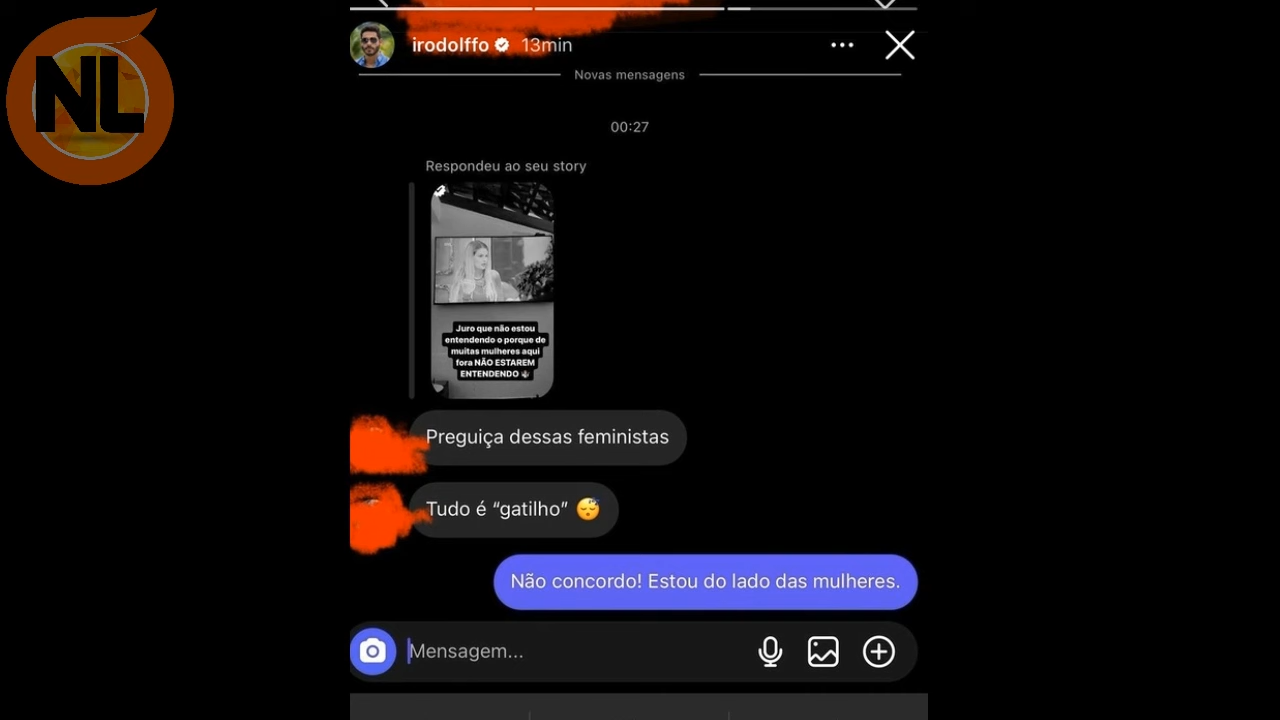 NL
irodolffo 13min
Novas mensagens
00:27
Respondeu ao seu story
Juro que não estou
entendendo o porque de
muitas mulheres aqui
fora NÃO ESTAREM
ENTENDENDO
Preguiça dessas feministas
Tudo é “gatilho” 😴
Não concordo! Estou do lado das mulheres.
Mensagem...